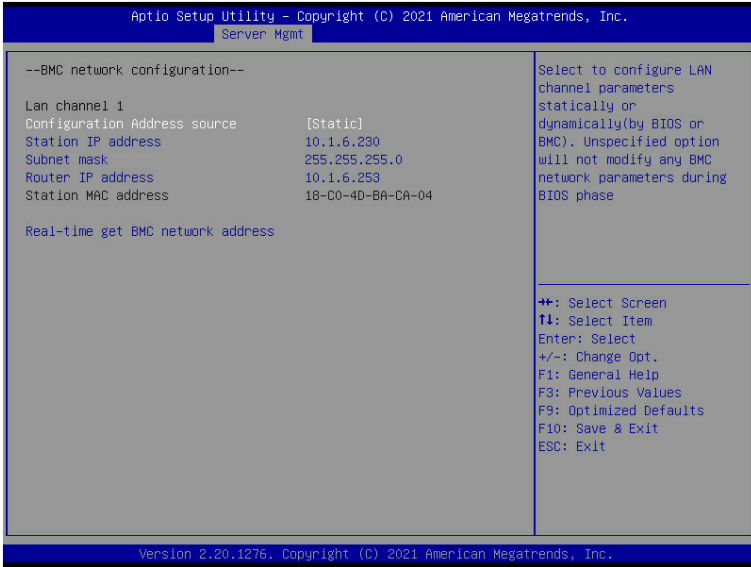 Aptio Setup Utility – Copyright (C) 2021 American Megatrends, Inc.
Server Mgmt
--BMC network configuration--
Lan channel 1
Configuration Address source [Static]
Station IP address 10.1.6.230
Subnet mask 255.255.255.0
Router IP address 10.1.6.253
Station MAC address 18-C0-4D-BA-CA-04
Real-time get BMC network address
Select to configure LAN
channel parameters
statically or
dynamically(by BIOS or
BMC). Unspecified option
will not modify any BMC
network parameters during
BIOS phase
→←: Select Screen
↑↓: Select Item
Enter: Select
+/-: Change Opt.
F1: General Help
F3: Previous Values
F9: Optimized Defaults
F10: Save & Exit
ESC: Exit
Version 2.20.1276. Copyright (C) 2021 American Megatrends, Inc.